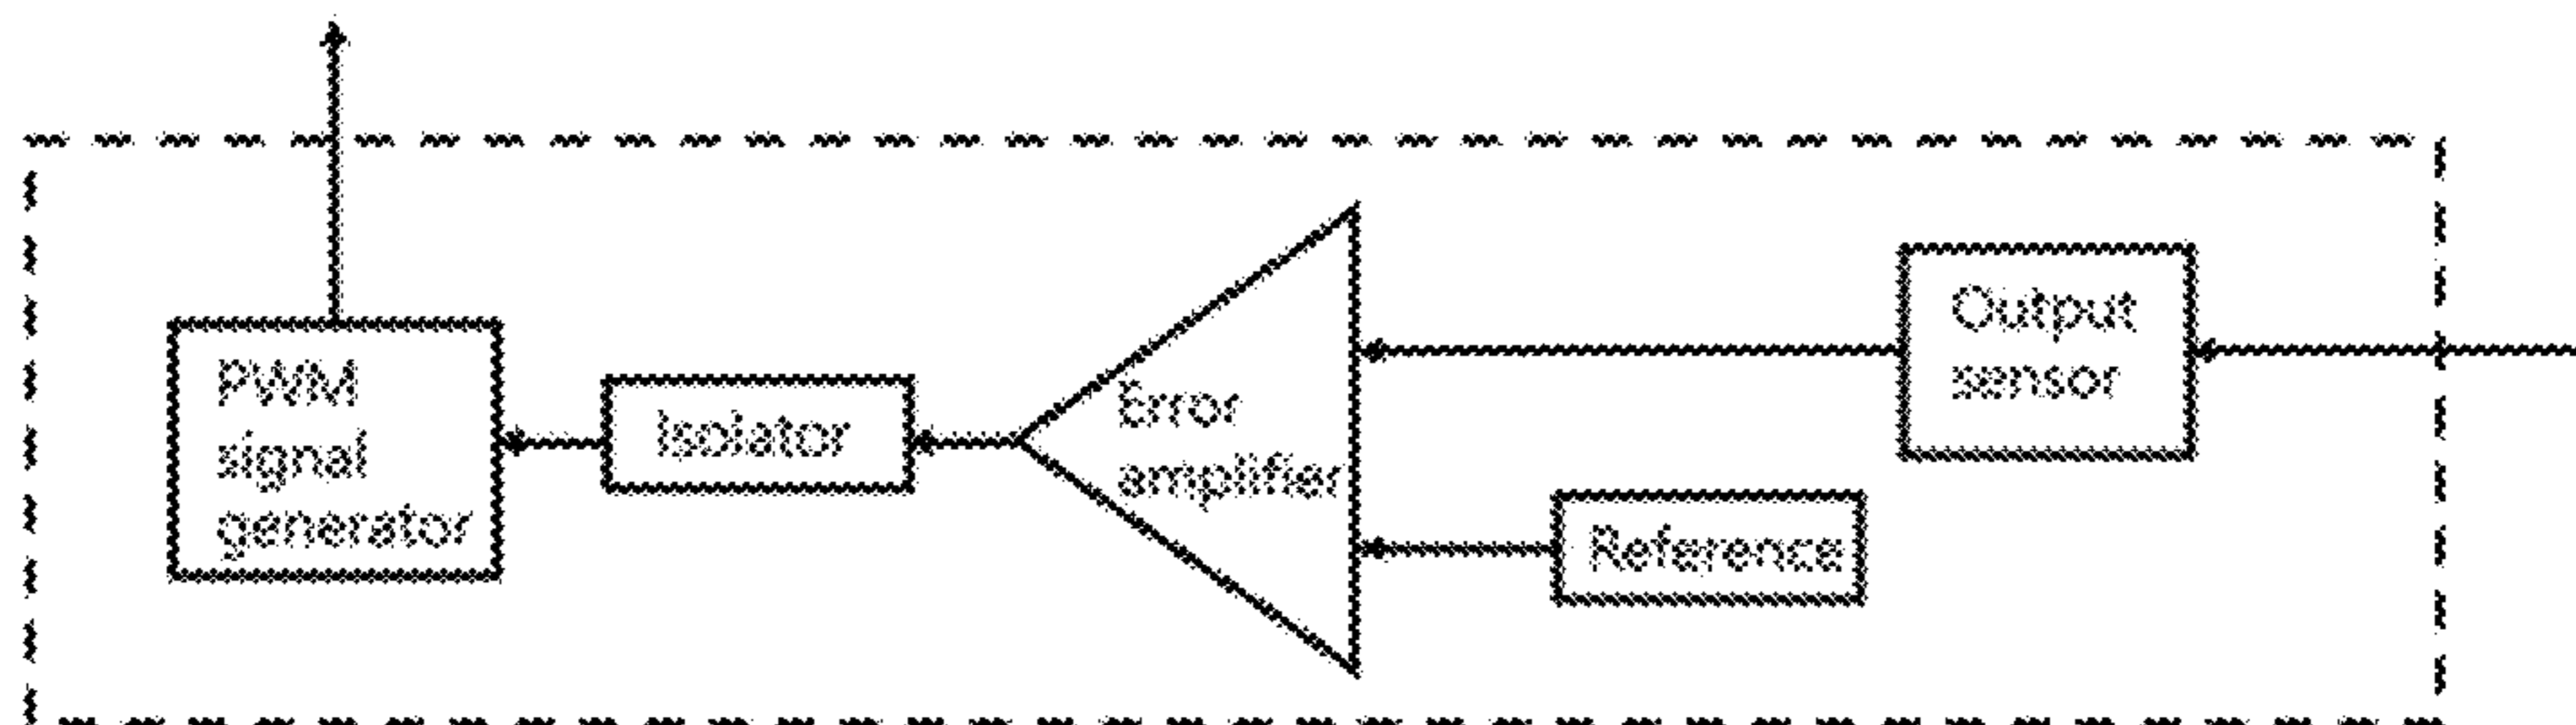 PWM
signal
generator
Isolator
Error
amplifier
Output
sensor
Reference